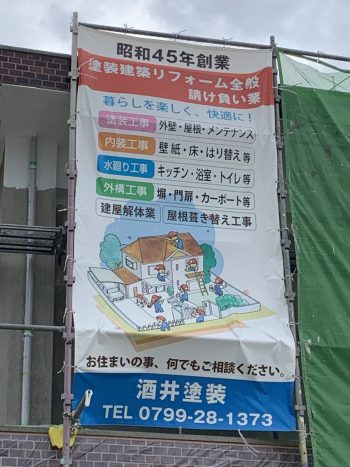 昭和45年創業
塗装建築リフォーム全般
請け負い業
暮らしを楽しく、快適に！
塗装工事 外壁・屋根・メンテナンス
内装工事 壁紙・床・はり替え等
水廻り工事 キッチン・浴室・トイレ等
外構工事 塀・門扉・カーポート等
建屋解体業 屋根葺き替え工事
お住まいの事、何でもご相談ください。
酒井塗装
TEL 0799-28-1373